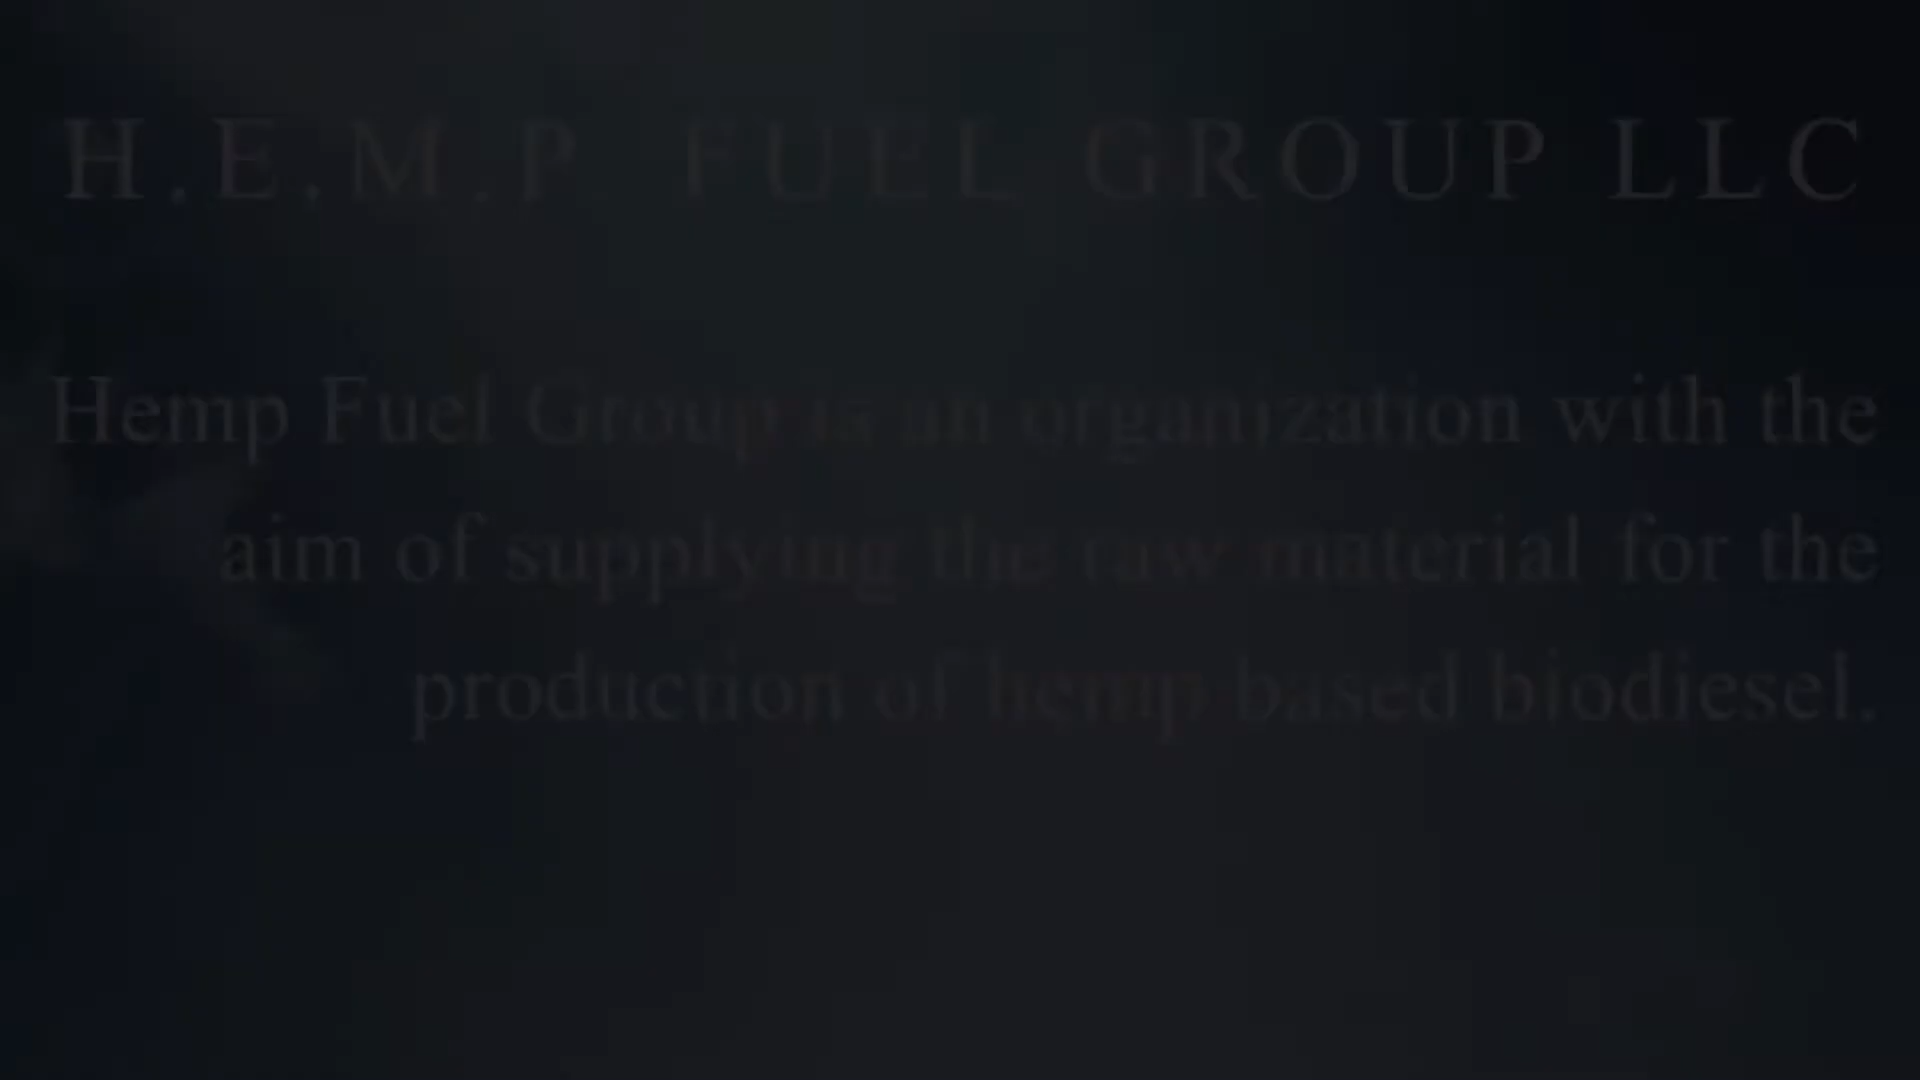 H.E.M.P. FUEL GROUP LLC
Hemp Fuel Group is an organization with the
aim of supplying the raw material for the
production of hemp based biodiesel.